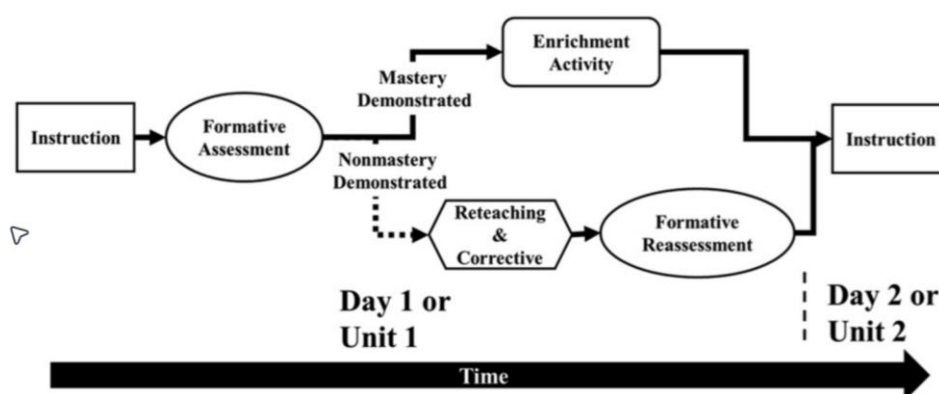 Enrichment
Activity
Mastery
Demonstrated
Instruction
Formative
Assessment
Instruction
Nonmastery
Demonstrated
Reteaching
&
Corrective
Formative
Reassessment
Day 1 or
Unit 1
Day 2 or
Unit 2
Time